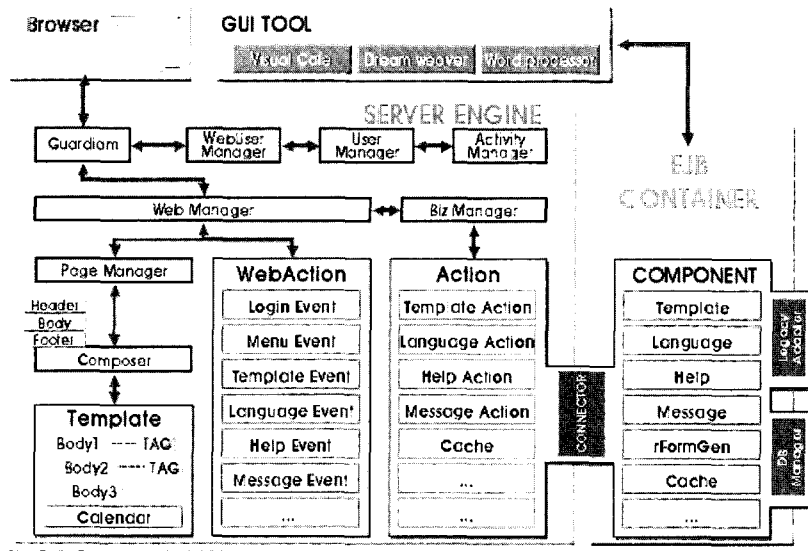 Browser
GUI TOOL
Visual Cafe
Dream weaver
Word processor
SERVER ENGINE
Guardiam
WebUser
Manager
User
Manager
Activity
Manager
EJB
CONTAINER
Web Manager
Biz Manager
Page Manager
Header
Body
Footer
Composer
Template
Body1 ---- TAG
Body2 ---- TAG
Body3
Calendar
WebAction
Login Event
Menu Event
Template Event
Language Event
Help Event
Message Event
...
Action
Template Action
Language Action
Help Action
Message Action
Cache
...
...
CONNECTOR
COMPONENT
Template
Language
Help
Message
rFormGen
Cache
...
Legacy
Adaptor
DB
Manager